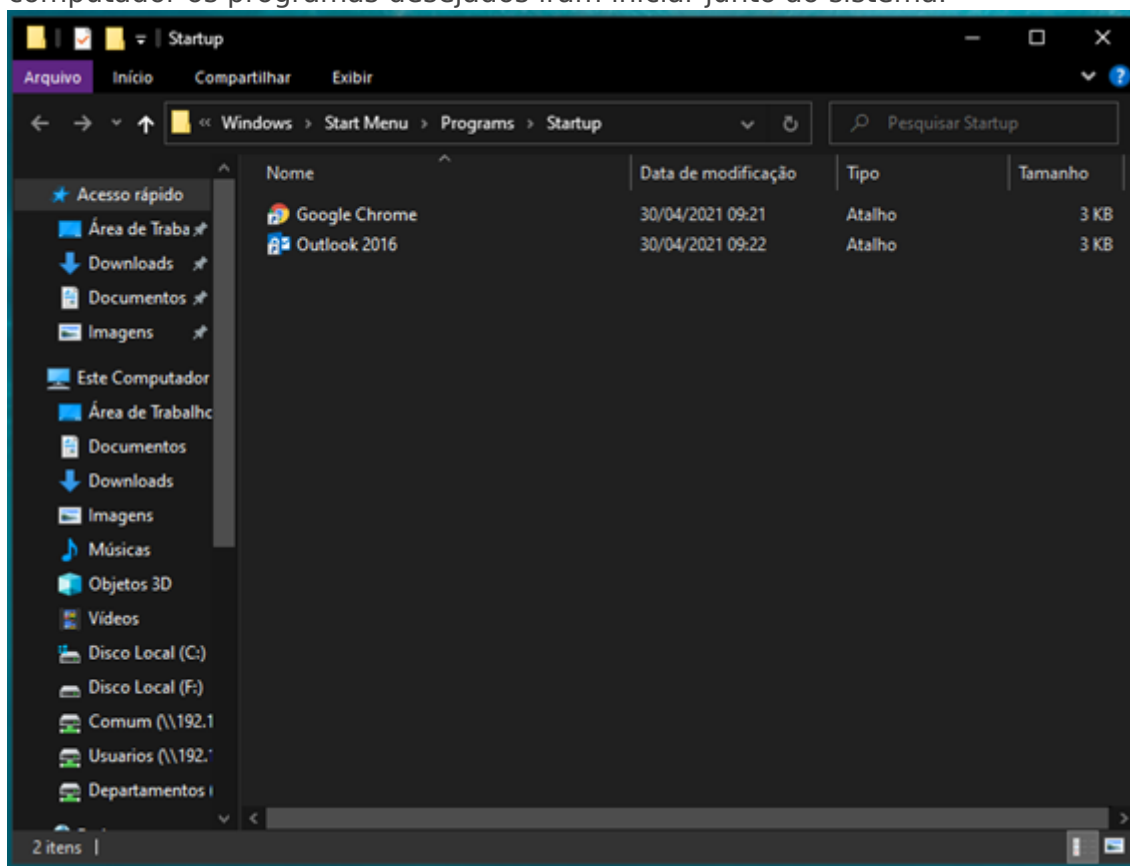 computador os programas desejados iram iniciar junto ao sistema.
Startup
Arquivo Início Compartilhar Exibir
« Windows › Start Menu › Programs › Startup Pesquisar Startup
Nome Data de modificação Tipo Tamanho
Acesso rápido
Google Chrome 30/04/2021 09:21 Atalho 3 KB
Área de Traba
Outlook 2016 30/04/2021 09:22 Atalho 3 KB
Downloads
Documentos
Imagens
Este Computador
Área de Trabalho
Documentos
Downloads
Imagens
Músicas
Objetos 3D
Vídeos
Disco Local (C:)
Disco Local (F:)
Comum (\\192.1
Usuarios (\\192.
Departamentos (
2 itens